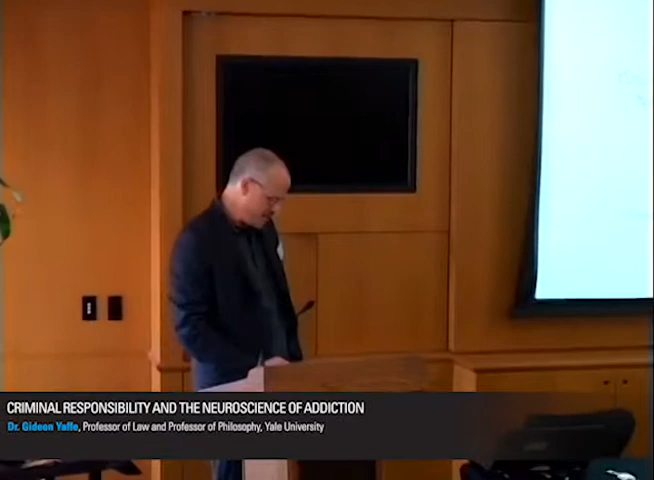 CRIMINAL RESPONSIBILITY AND THE NEUROSCIENCE OF ADDICTION
Dr. Gideon Yaffe, Professor of Law and Professor of Philosophy, Yale University